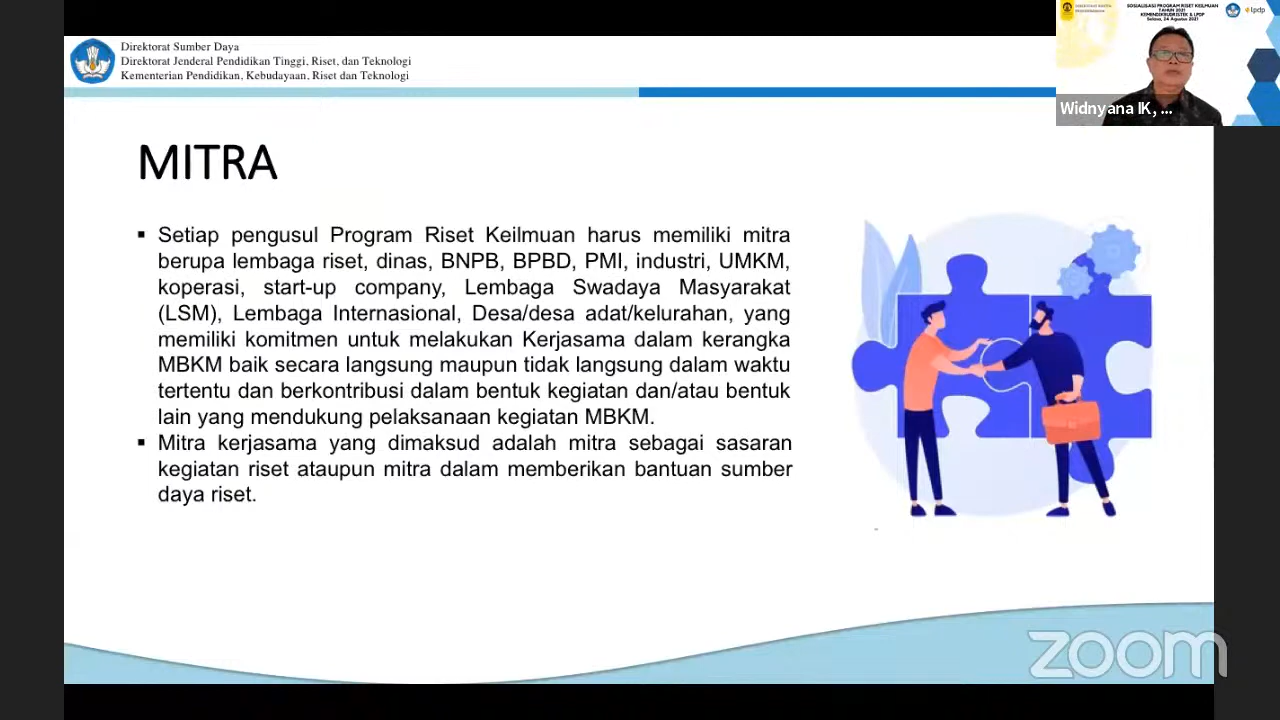 Direktorat Sumber Daya
Direktorat Jenderal Pendidikan Tinggi, Riset, dan Teknologi
Kementerian Pendidikan, Kebudayaan, Riset dan Teknologi
SOSIALISASI PROGRAM RISET KEILMUAN
TAHUN 2021
KEMENDIKBUDRISTEK & LPDP
Selasa, 24 Agustus 2021
lpdp
Widnyana IK, ...
MITRA
▪ Setiap pengusul Program Riset Keilmuan harus memiliki mitra
berupa lembaga riset, dinas, BNPB, BPBD, PMI, industri, UMKM,
koperasi, start-up company, Lembaga Swadaya Masyarakat
(LSM), Lembaga Internasional, Desa/desa adat/kelurahan, yang
memiliki komitmen untuk melakukan Kerjasama dalam kerangka
MBKM baik secara langsung maupun tidak langsung dalam waktu
tertentu dan berkontribusi dalam bentuk kegiatan dan/atau bentuk
lain yang mendukung pelaksanaan kegiatan MBKM.
▪ Mitra kerjasama yang dimaksud adalah mitra sebagai sasaran
kegiatan riset ataupun mitra dalam memberikan bantuan sumber
daya riset.
zoom